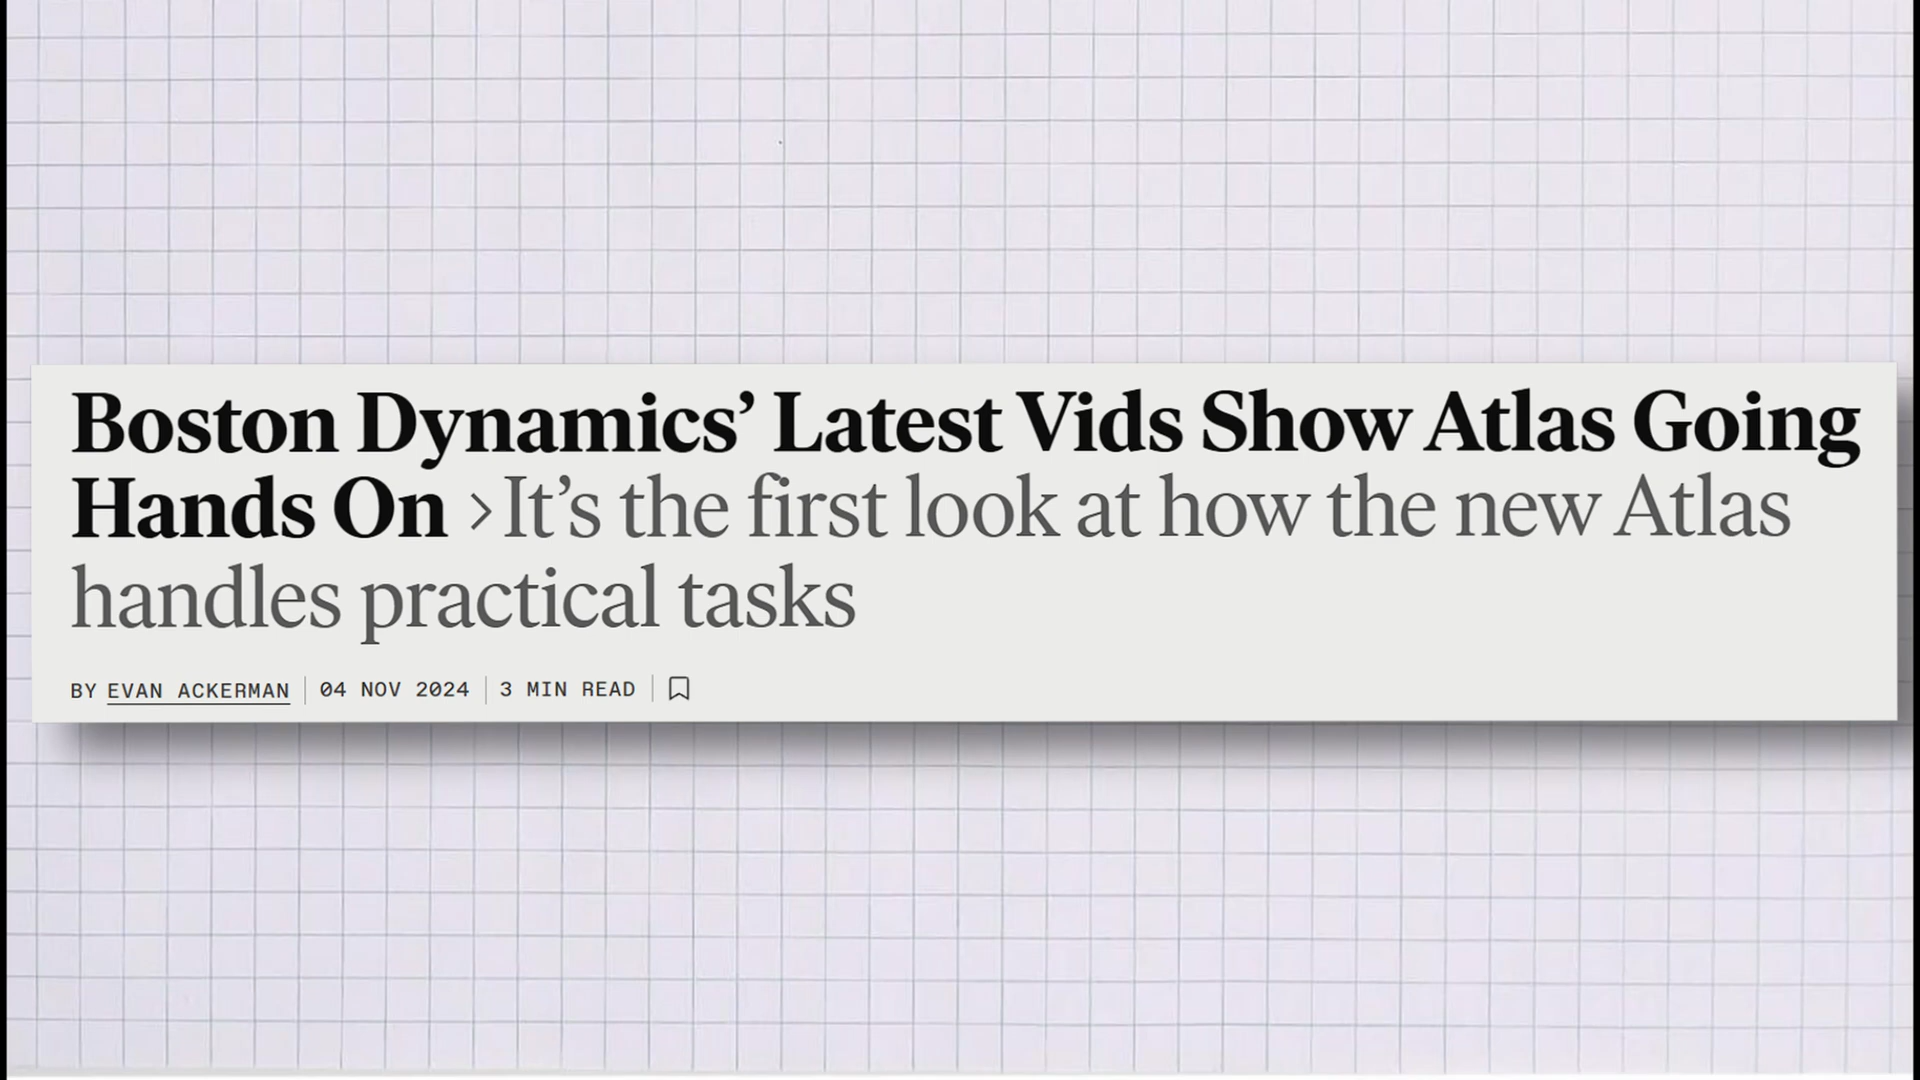 Boston Dynamics’ Latest Vids Show Atlas Going
Hands On > It’s the first look at how the new Atlas
handles practical tasks
BY EVAN ACKERMAN | 04 NOV 2024 | 3 MIN READ